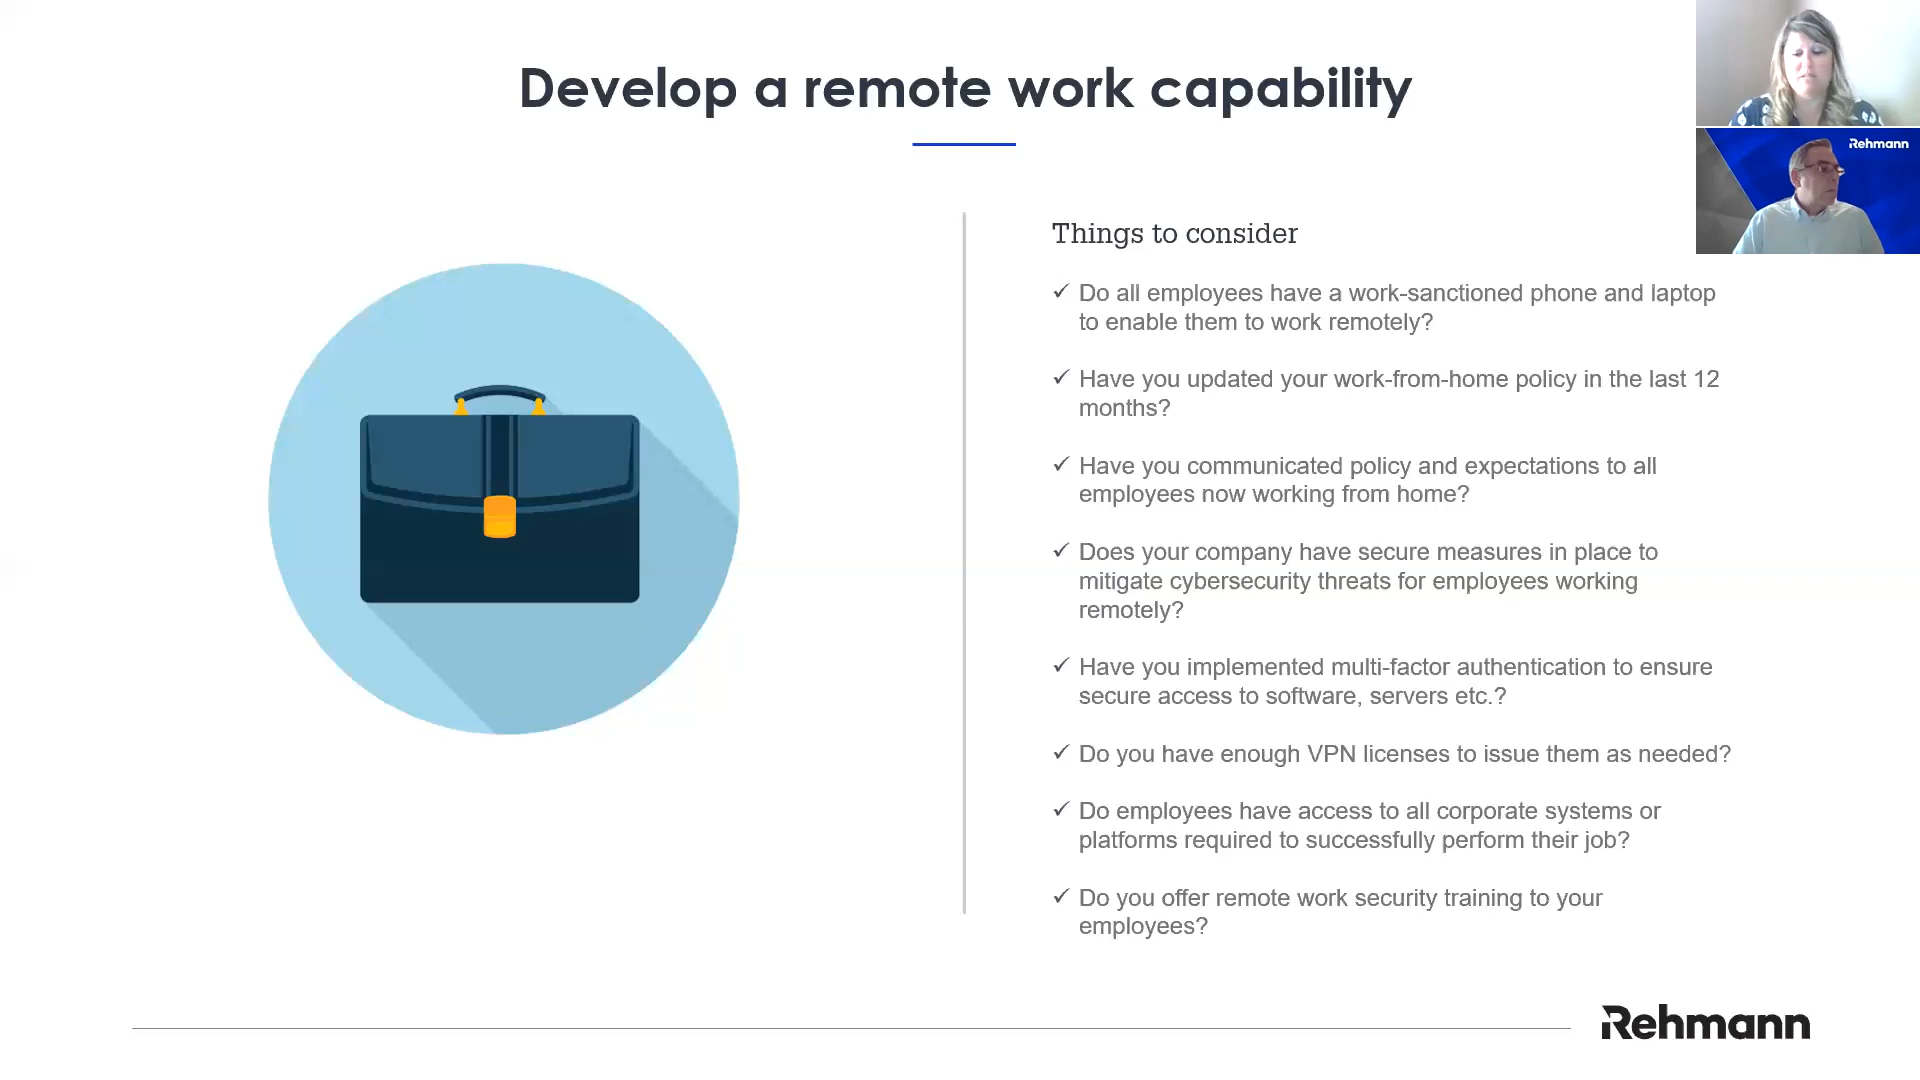 Develop a remote work capability
Rehmann
Things to consider
✓ Do all employees have a work-sanctioned phone and laptop
to enable them to work remotely?
✓ Have you updated your work-from-home policy in the last 12
months?
✓ Have you communicated policy and expectations to all
employees now working from home?
✓ Does your company have secure measures in place to
mitigate cybersecurity threats for employees working
remotely?
✓ Have you implemented multi-factor authentication to ensure
secure access to software, servers etc.?
✓ Do you have enough VPN licenses to issue them as needed?
✓ Do employees have access to all corporate systems or
platforms required to successfully perform their job?
✓ Do you offer remote work security training to your
employees?
Rehmann